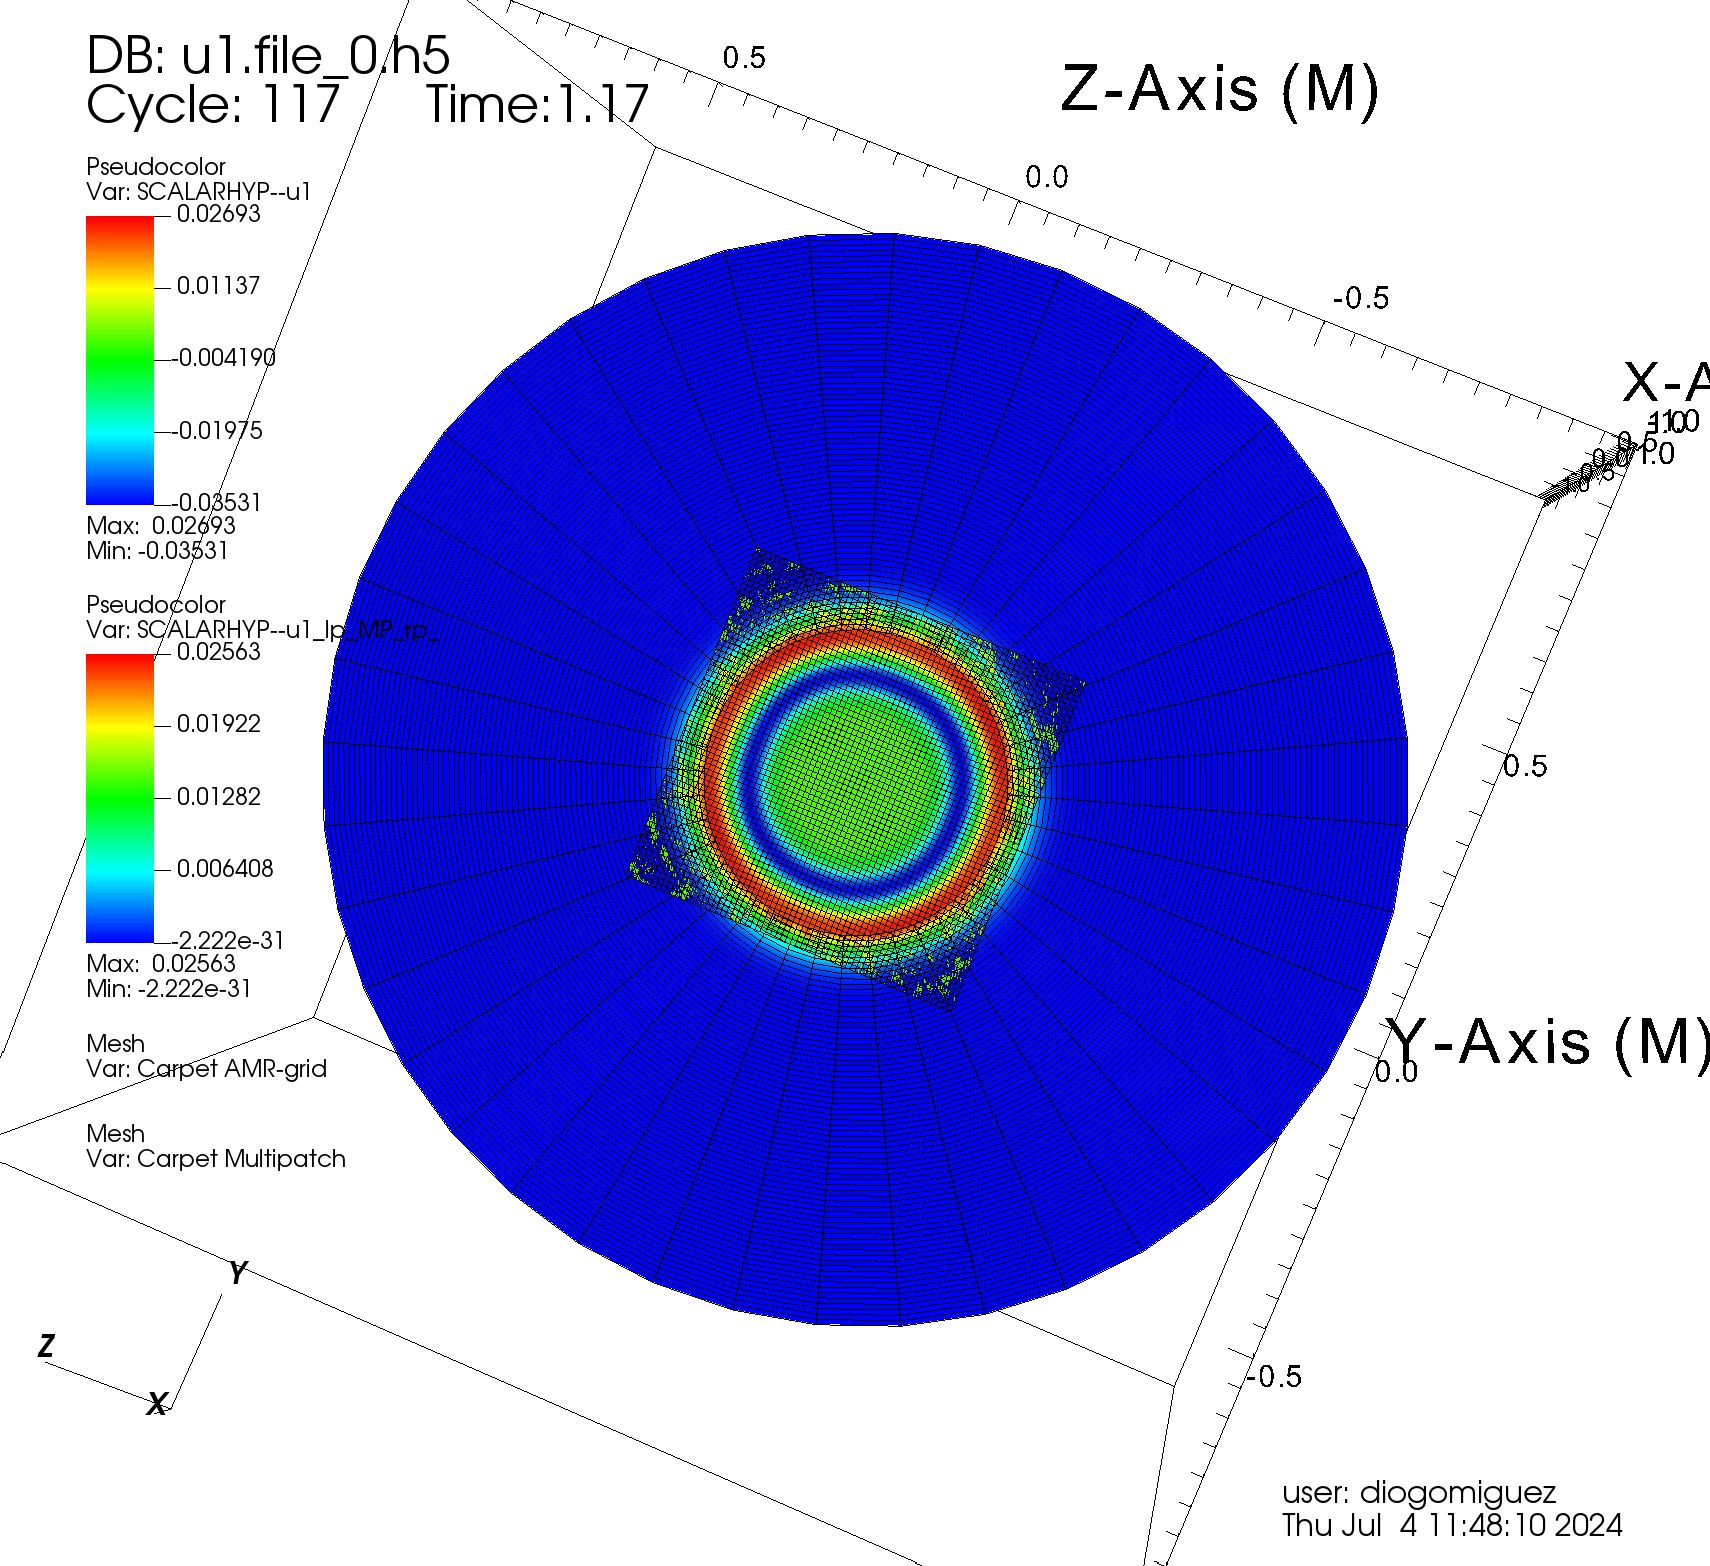 DB: u1.file_0.h5
Cycle: 117 Time:1.17
Pseudocolor
Var: SCALARHYP--u1
0.02693
0.01137
-0.004190
-0.01975
-0.03531
Max: 0.02693
Min: -0.03531
Pseudocolor
Var: SCALARHYP--u1_lp_MP_rp_
0.02563
0.01922
0.01282
0.006408
-2.222e-31
Max: 0.02563
Min: -2.222e-31
Mesh
Var: Carpet AMR-grid
Mesh
Var: Carpet Multipatch
Z-Axis (M)
0.5
0.0
-0.5
X-A
Y-Axis (M)
0.5
0.0
-0.5
Y
Z
X
user: diogomiguez
Thu Jul 4 11:48:10 2024